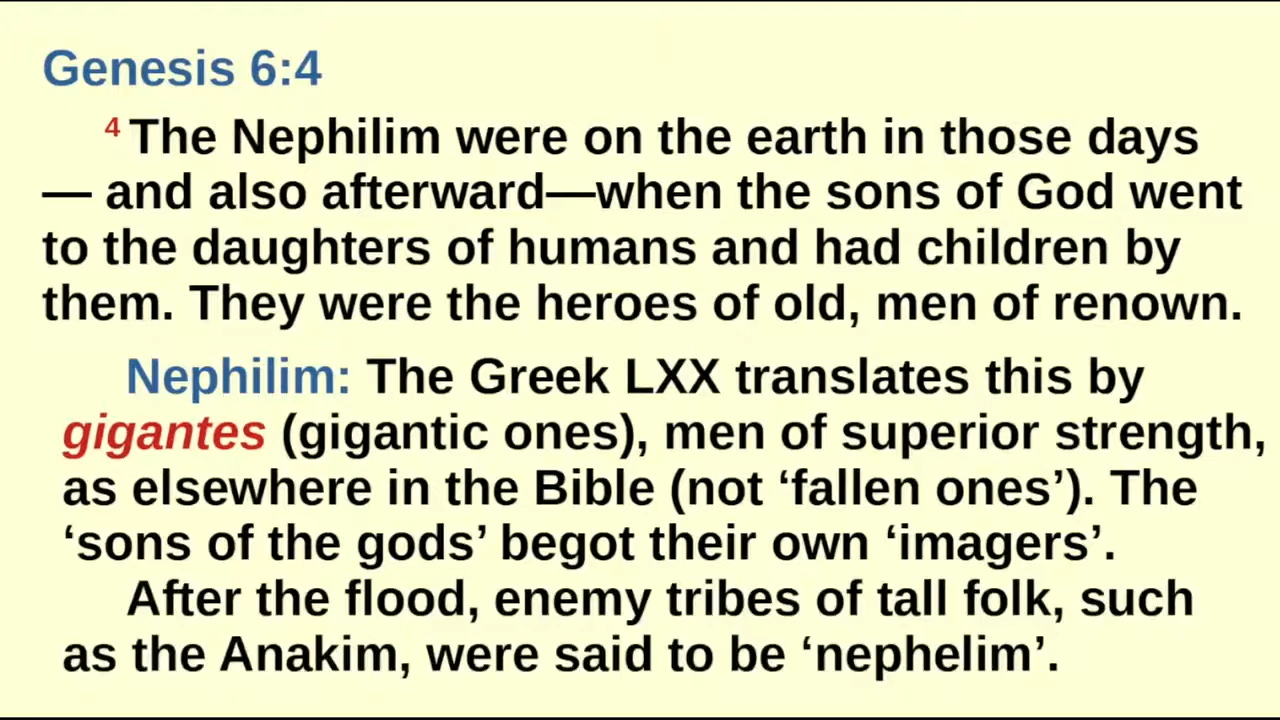 Genesis 6:4
4 The Nephilim were on the earth in those days
— and also afterward—when the sons of God went
to the daughters of humans and had children by
them. They were the heroes of old, men of renown.
Nephilim: The Greek LXX translates this by
gigantes (gigantic ones), men of superior strength,
as elsewhere in the Bible (not ‘fallen ones’). The
‘sons of the gods’ begot their own ‘imagers’.
After the flood, enemy tribes of tall folk, such
as the Anakim, were said to be ‘nephelim’.